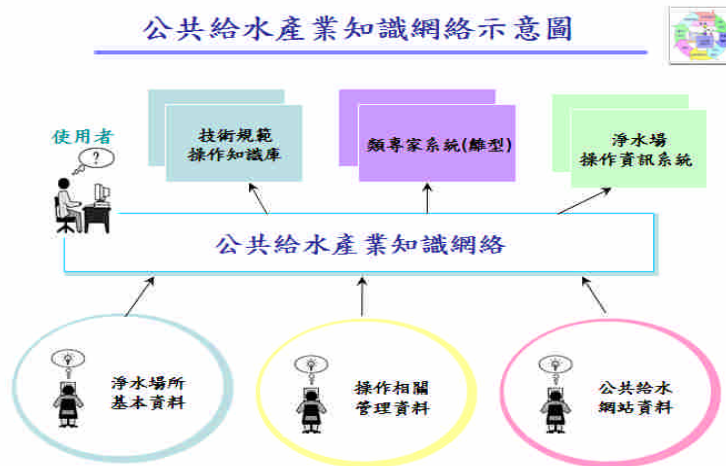 公共給水產業知識網絡示意圖
使用者
?
技術規範
操作知識庫
類專家系統(雛型)
淨水場
操作資訊系統
公共給水產業知識網絡
淨水場所
基本資料
操作相關
管理資料
公共給水
網站資料